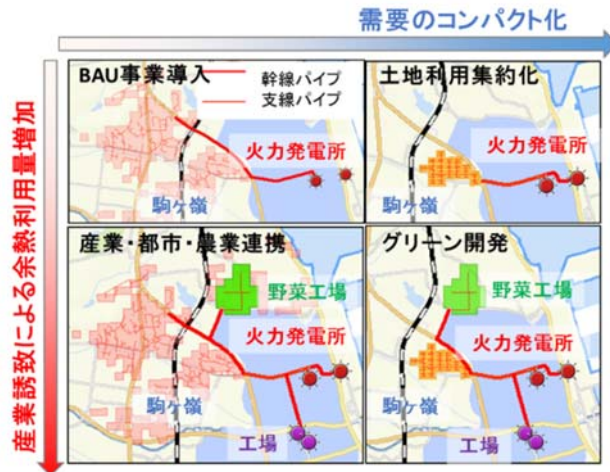 需要のコンパクト化
産業誘致による余熱利用量増加
BAU事業導入
幹線パイプ
支線パイプ
火力発電所
駒ヶ嶺
土地利用集約化
火力発電所
産業・都市・農業連携
野菜工場
火力発電所
駒ヶ嶺
工場
グリーン開発
野菜工場
火力発電所
駒ヶ嶺
工場